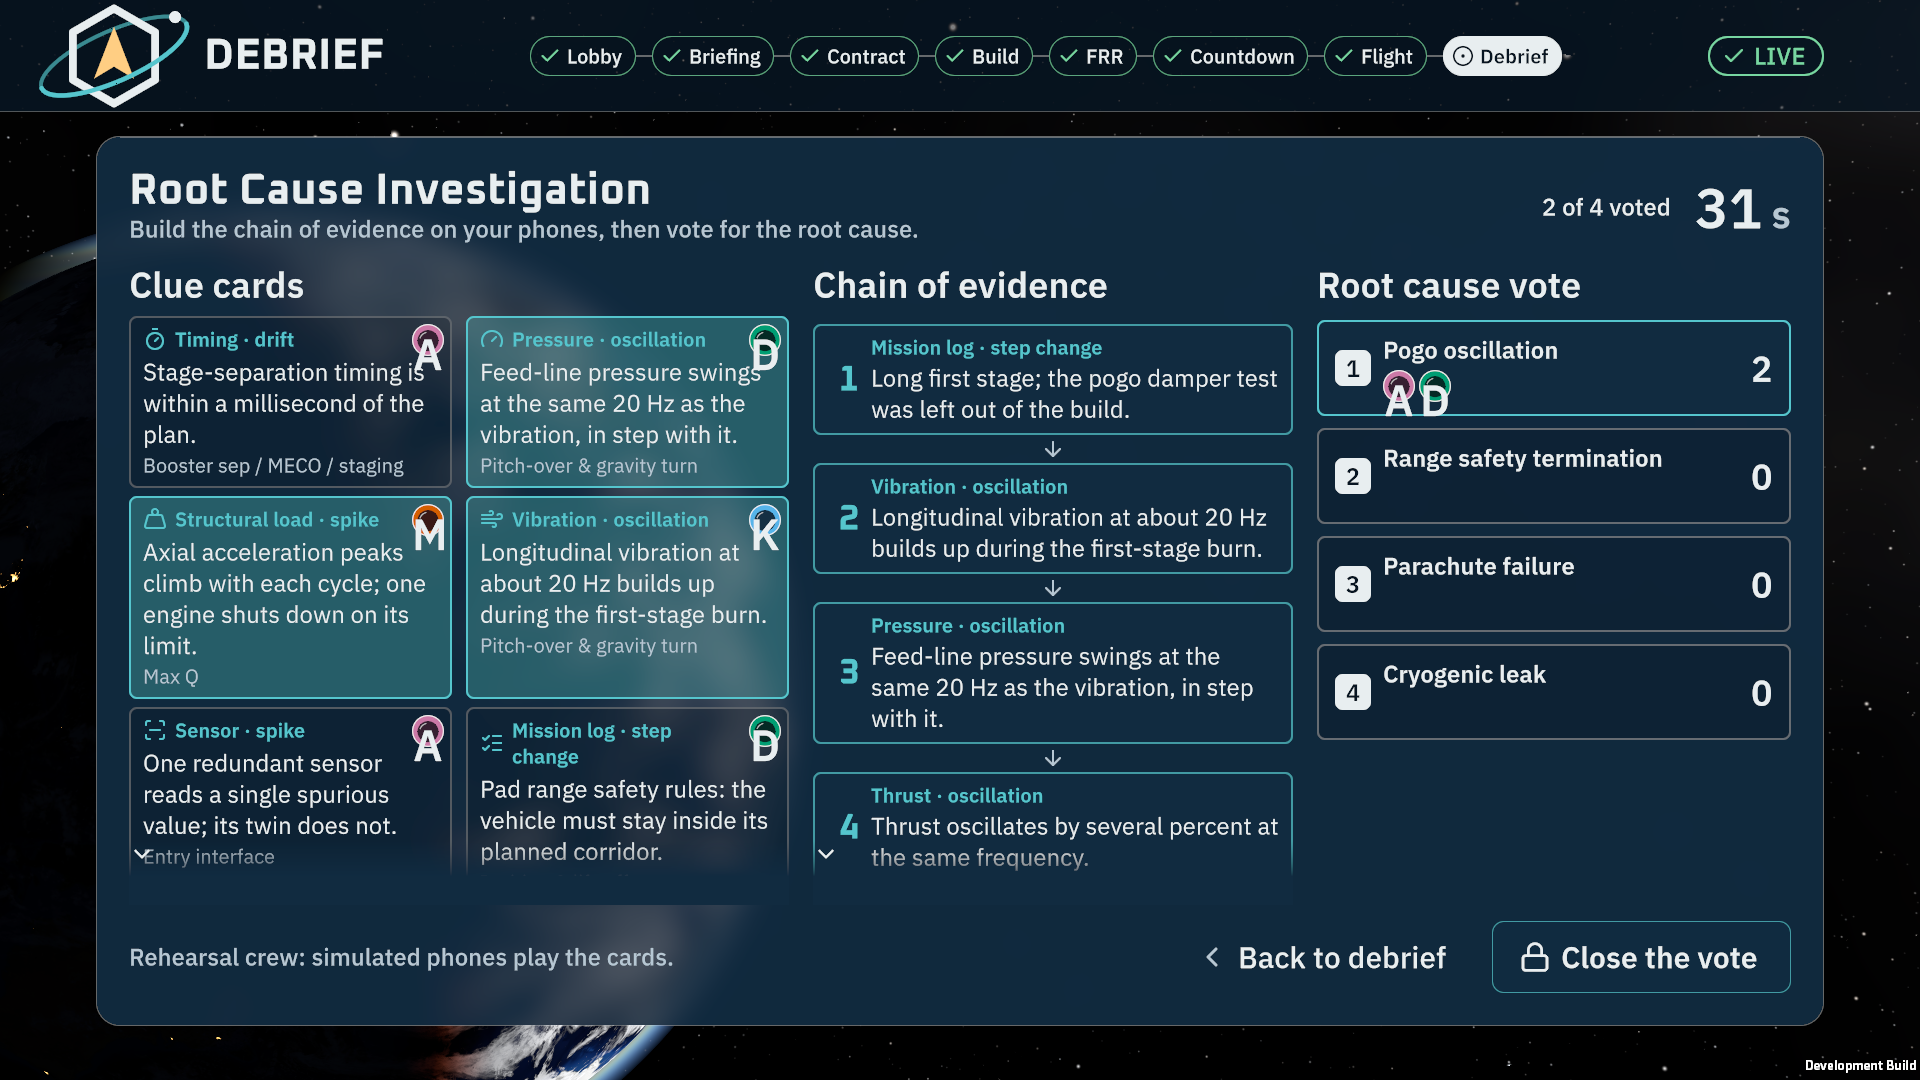 DEBRIEF
Lobby
Briefing
Contract
Build
FRR
Countdown
Flight
Debrief
LIVE
Root Cause Investigation
Build the chain of evidence on your phones, then vote for the root cause.
2 of 4 voted
31 s
Clue cards
Timing · drift
A
Stage-separation timing is
within a millisecond of the
plan.
Booster sep / MECO / staging
Pressure · oscillation
D
Feed-line pressure swings
at the same 20 Hz as the
vibration, in step with it.
Pitch-over & gravity turn
Structural load · spike
M
Axial acceleration peaks
climb with each cycle; one
engine shuts down on its
limit.
Max Q
Vibration · oscillation
K
Longitudinal vibration at
about 20 Hz builds up
during the first-stage burn.
Pitch-over & gravity turn
Sensor · spike
A
One redundant sensor
reads a single spurious
value; its twin does not.
Entry interface
Mission log · step
change
D
Pad range safety rules: the
vehicle must stay inside its
planned corridor.
Chain of evidence
1
Mission log · step change
Long first stage; the pogo damper test
was left out of the build.
2
Vibration · oscillation
Longitudinal vibration at about 20 Hz
builds up during the first-stage burn.
3
Pressure · oscillation
Feed-line pressure swings at the
same 20 Hz as the vibration, in step
with it.
4
Thrust · oscillation
Thrust oscillates by several percent at
the same frequency.
Root cause vote
1
Pogo oscillation
A D
2
2
Range safety termination
0
3
Parachute failure
0
4
Cryogenic leak
0
Rehearsal crew: simulated phones play the cards.
Back to debrief
Close the vote
Development Build